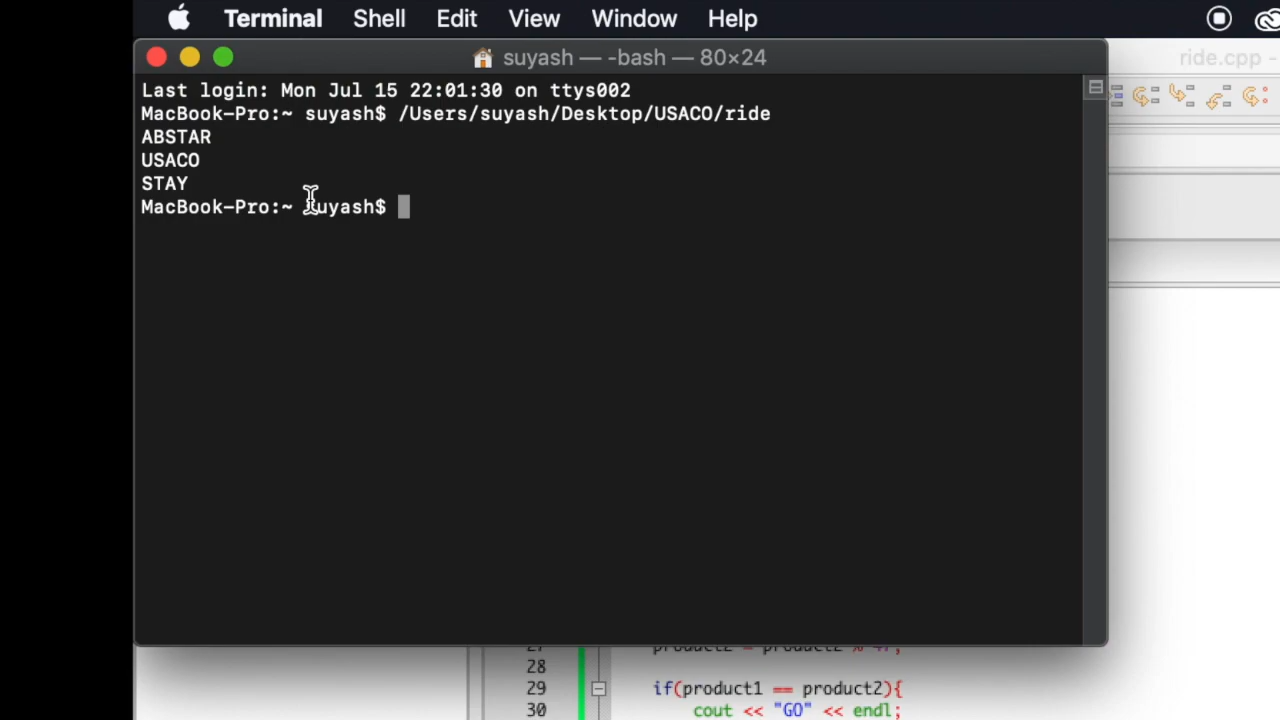 Terminal Shell Edit View Window Help
suyash — -bash — 80×24
ride.cpp -
Last login: Mon Jul 15 22:01:30 on ttys002
MacBook-Pro:~ suyash$ /Users/suyash/Desktop/USACO/ride
ABSTAR
USACO
STAY
MacBook-Pro:~ suyash$
28
29 if(product1 == product2){
30 cout << "GO" << endl;